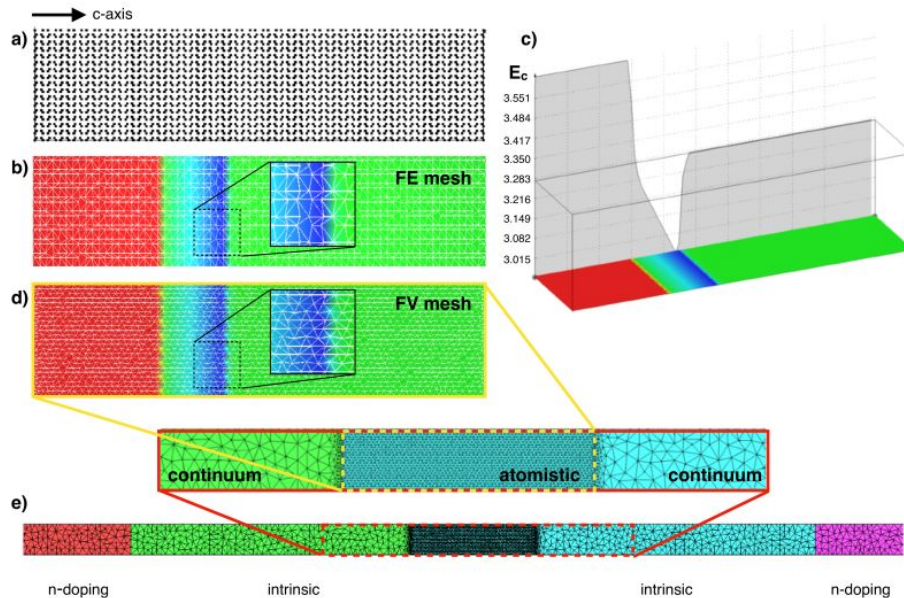 c-axis
a)
c)
E_c
3.551
3.484
3.417
3.350
3.283
3.216
3.149
3.082
3.015
b)
FE mesh
d)
FV mesh
continuum
atomistic
continuum
e)
n-doping
intrinsic
intrinsic
n-doping